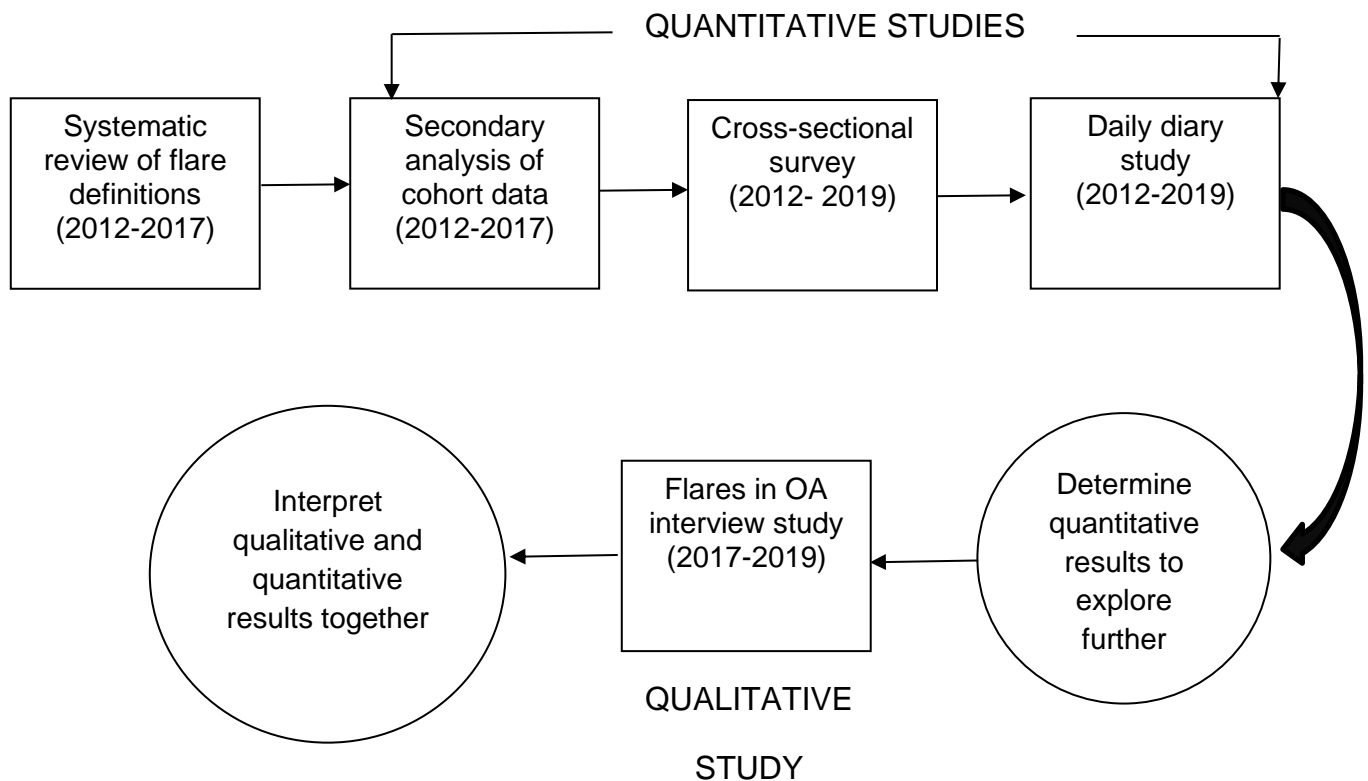 QUANTITATIVE STUDIES
Systematic
review of flare
definitions
(2012-2017)
Secondary
analysis of
cohort data
(2012-2017)
Cross-sectional
survey
(2012- 2019)
Daily diary
study
(2012-2019)
Determine
quantitative
results to
explore
further
Flares in OA
interview study
(2017-2019)
QUALITATIVE
STUDY
Interpret
qualitative and
quantitative
results together